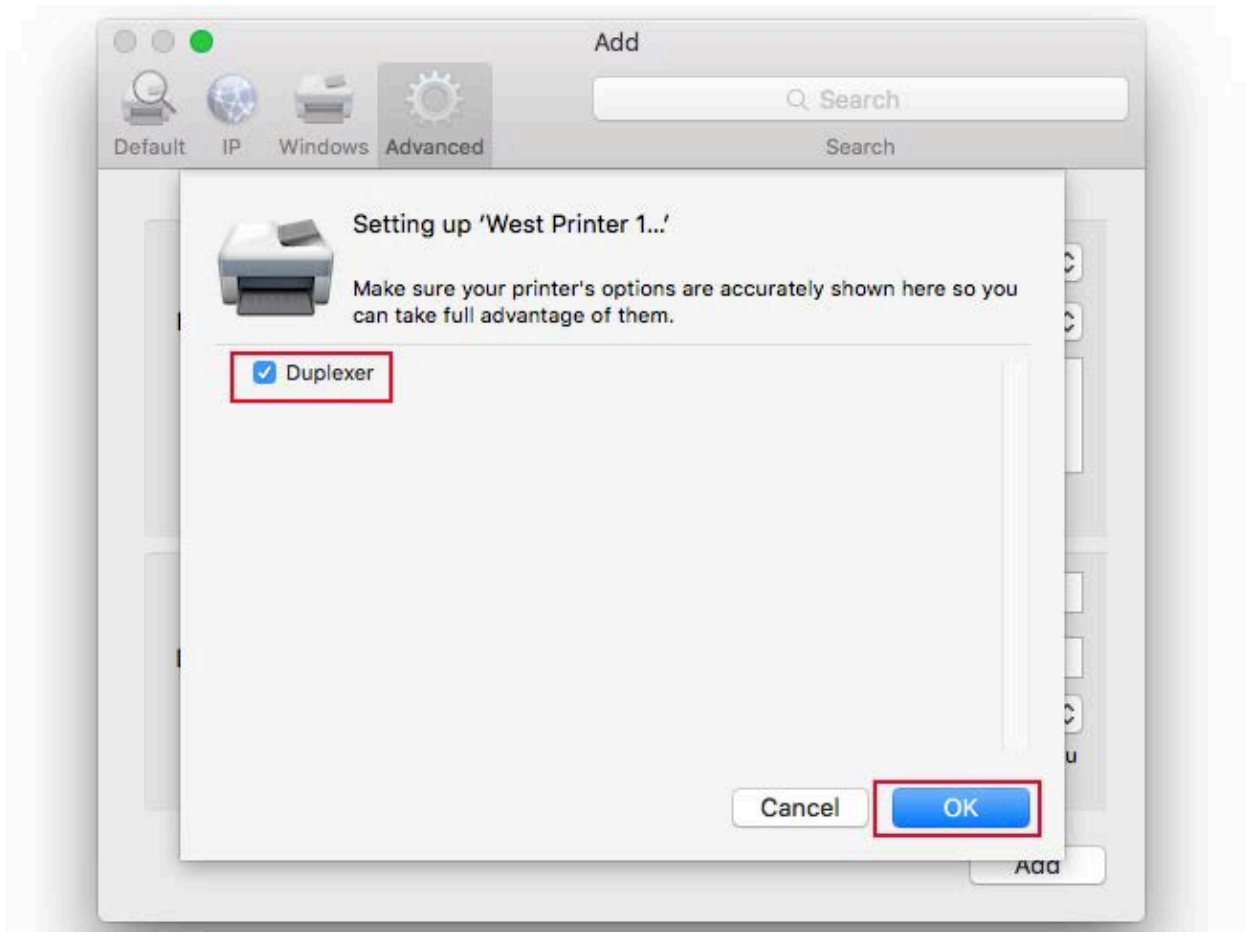 Add
Search
Default IP Windows Advanced Search
Setting up ‘West Printer 1...’
Make sure your printer's options are accurately shown here so you
can take full advantage of them.
Duplexer
u
Cancel OK
Add